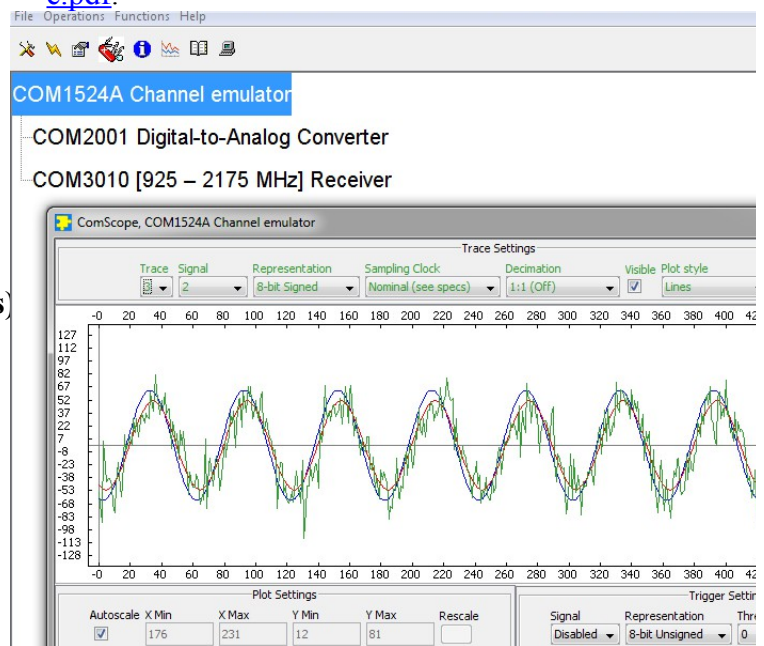 c.pdf.
File Operations Functions Help
COM1524A Channel emulator
COM2001 Digital-to-Analog Converter
COM3010 [925 – 2175 MHz] Receiver
ComScope, COM1524A Channel emulator
Trace Settings
Trace Signal Representation Sampling Clock Decimation Visible Plot style
3 2 8-bit Signed Nominal (see specs) 1:1 (Off) Lines
s)
-0 20 40 60 80 100 120 140 160 180 200 220 240 260 280 300 320 340 360 380 400 42
127
112
97
82
67
52
37
22
7
-8
-23
-38
-53
-68
-83
-98
-113
-128
-0 20 40 60 80 100 120 140 160 180 200 220 240 260 280 300 320 340 360 380 400 42
Plot Settings Trigger Settin
Autoscale X Min X Max Y Min Y Max Rescale Signal Representation Thre
176 231 12 81 Disabled 8-bit Unsigned 0